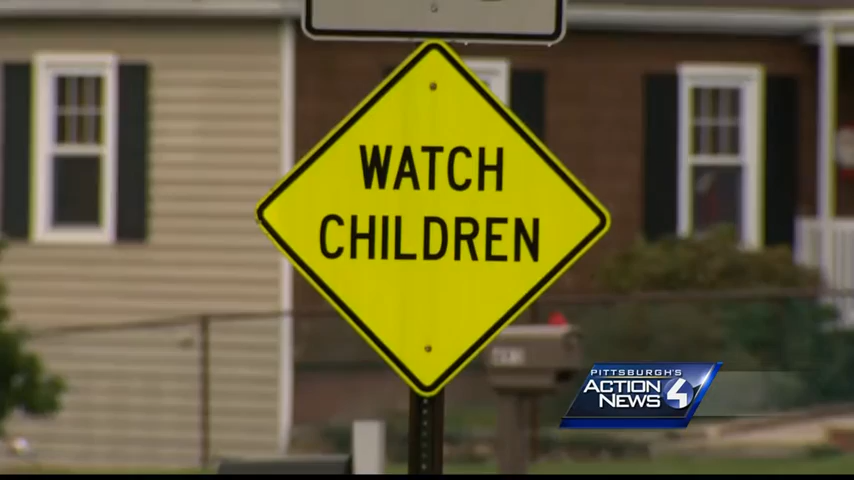 WATCH
CHILDREN
PITTSBURGH'S
ACTION
NEWS 4